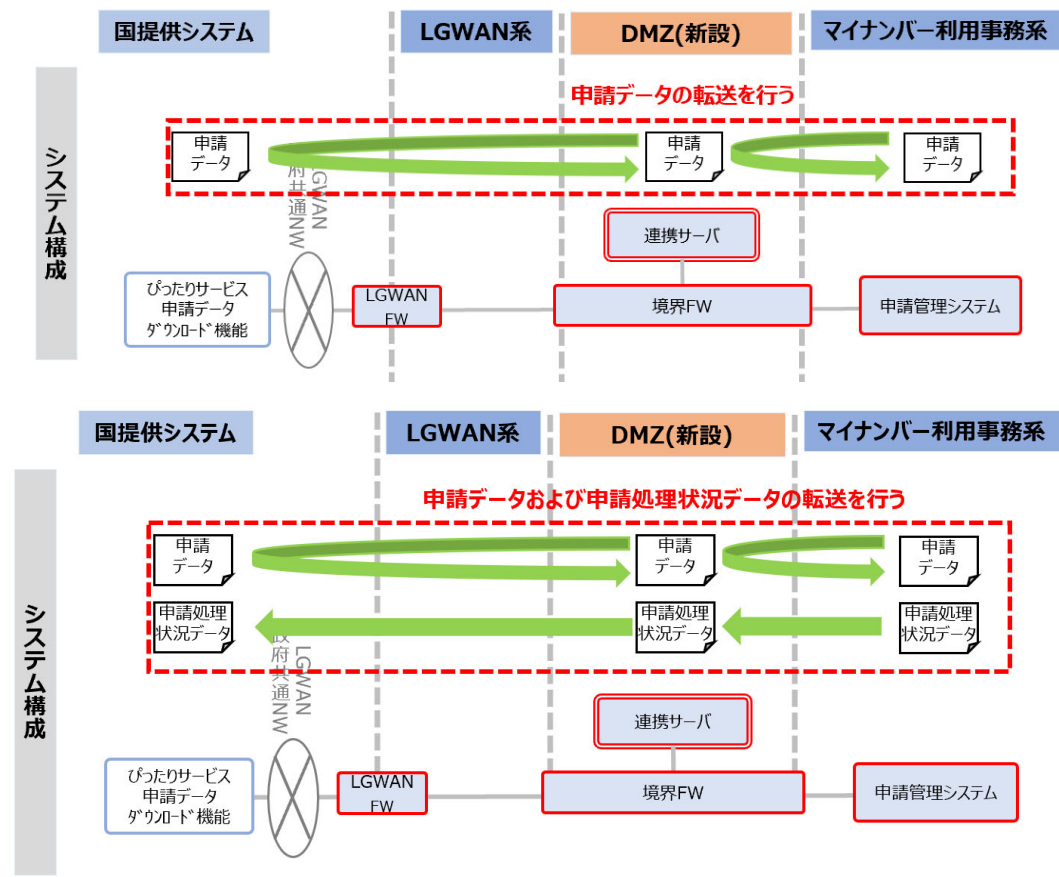 国提供システム
LGWAN系
DMZ(新設)
マイナンバー利用事務系
システム構成
申請データの転送を行う
申請
データ
申請
データ
申請
データ
LGWAN
府共通NW
連携サーバ
ぴったりサービス
申請データ
ダウンロード機能
LGWAN
FW
境界FW
申請管理システム
国提供システム
LGWAN系
DMZ(新設)
マイナンバー利用事務系
システム構成
申請データおよび申請処理状況データの転送を行う
申請
データ
申請
データ
申請
データ
申請処理
状況データ
申請処理
状況データ
申請処理
状況データ
LGWAN
政府共通NW
連携サーバ
ぴったりサービス
申請データ
ダウンロード機能
LGWAN
FW
境界FW
申請管理システム